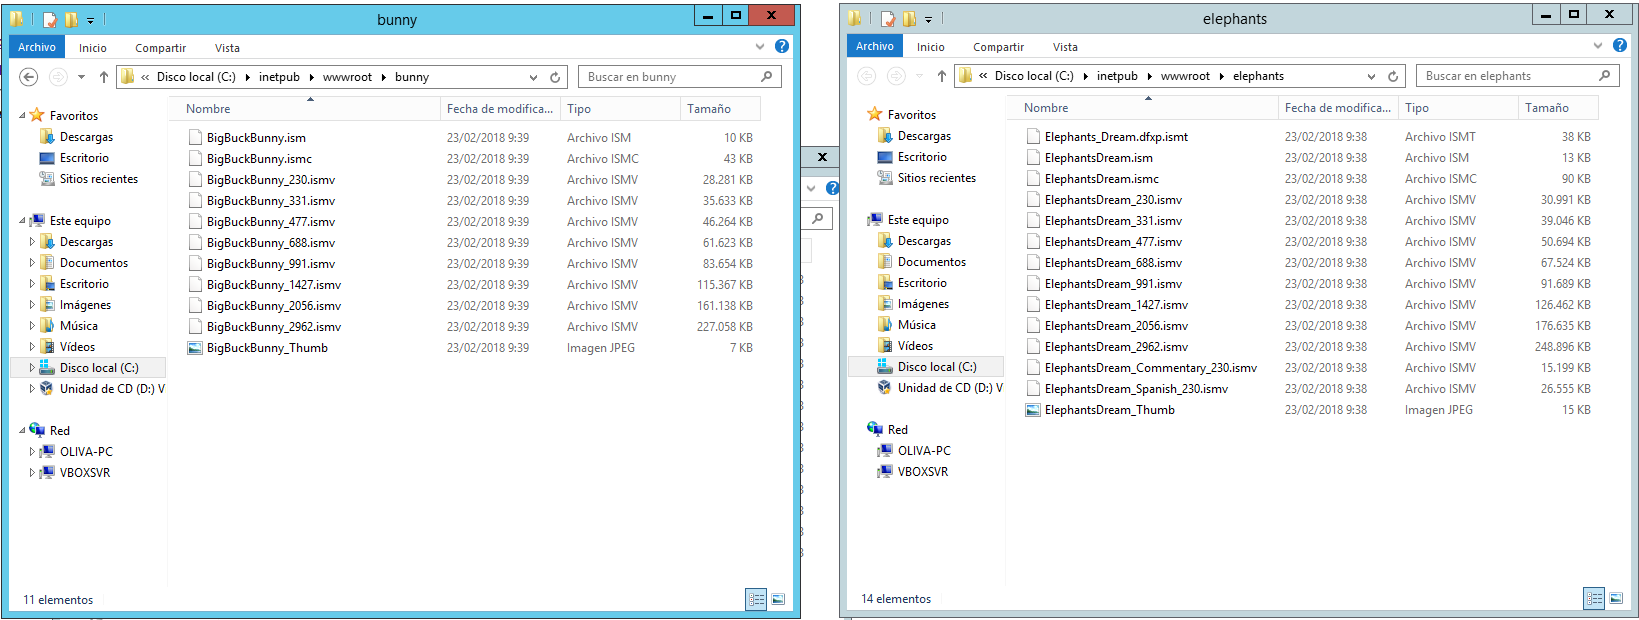 bunny
Archivo Inicio Compartir Vista
« Disco local (C:) inetpub wwwroot bunny
Buscar en bunny
Favoritos
Descargas
Escritorio
Sitios recientes
Este equipo
Descargas
Documentos
Escritorio
Imágenes
Música
Vídeos
Disco local (C:)
Unidad de CD (D:) V
Red
OLIVA-PC
VBOXSVR
Nombre Fecha de modifica... Tipo Tamaño
BigBuckBunny.ism 23/02/2018 9:39 Archivo ISM 10 KB
BigBuckBunny.ismc 23/02/2018 9:39 Archivo ISMC 43 KB
BigBuckBunny_230.ismv 23/02/2018 9:39 Archivo ISMV 28.281 KB
BigBuckBunny_331.ismv 23/02/2018 9:39 Archivo ISMV 35.633 KB
BigBuckBunny_477.ismv 23/02/2018 9:39 Archivo ISMV 46.264 KB
BigBuckBunny_688.ismv 23/02/2018 9:39 Archivo ISMV 61.623 KB
BigBuckBunny_991.ismv 23/02/2018 9:39 Archivo ISMV 83.654 KB
BigBuckBunny_1427.ismv 23/02/2018 9:39 Archivo ISMV 115.367 KB
BigBuckBunny_2056.ismv 23/02/2018 9:39 Archivo ISMV 161.138 KB
BigBuckBunny_2962.ismv 23/02/2018 9:39 Archivo ISMV 227.058 KB
BigBuckBunny_Thumb 23/02/2018 9:39 Imagen JPEG 7 KB
11 elementos
elephants
Archivo Inicio Compartir Vista
« Disco local (C:) inetpub wwwroot elephants
Buscar en elephants
Favoritos
Descargas
Escritorio
Sitios recientes
Este equipo
Descargas
Documentos
Escritorio
Imágenes
Música
Vídeos
Disco local (C:)
Unidad de CD (D:) V
Red
OLIVA-PC
VBOXSVR
Nombre Fecha de modifica... Tipo Tamaño
Elephants_Dream.dfxp.ismt 23/02/2018 9:38 Archivo ISMT 38 KB
ElephantsDream.ism 23/02/2018 9:38 Archivo ISM 13 KB
ElephantsDream.ismc 23/02/2018 9:38 Archivo ISMC 90 KB
ElephantsDream_230.ismv 23/02/2018 9:38 Archivo ISMV 30.991 KB
ElephantsDream_331.ismv 23/02/2018 9:38 Archivo ISMV 39.046 KB
ElephantsDream_477.ismv 23/02/2018 9:38 Archivo ISMV 50.694 KB
ElephantsDream_688.ismv 23/02/2018 9:38 Archivo ISMV 67.524 KB
ElephantsDream_991.ismv 23/02/2018 9:38 Archivo ISMV 91.689 KB
ElephantsDream_1427.ismv 23/02/2018 9:38 Archivo ISMV 126.462 KB
ElephantsDream_2056.ismv 23/02/2018 9:38 Archivo ISMV 176.635 KB
ElephantsDream_2962.ismv 23/02/2018 9:38 Archivo ISMV 248.896 KB
ElephantsDream_Commentary_230.ismv 23/02/2018 9:38 Archivo ISMV 15.199 KB
ElephantsDream_Spanish_230.ismv 23/02/2018 9:38 Archivo ISMV 26.555 KB
ElephantsDream_Thumb 23/02/2018 9:38 Imagen JPEG 15 KB
14 elementos